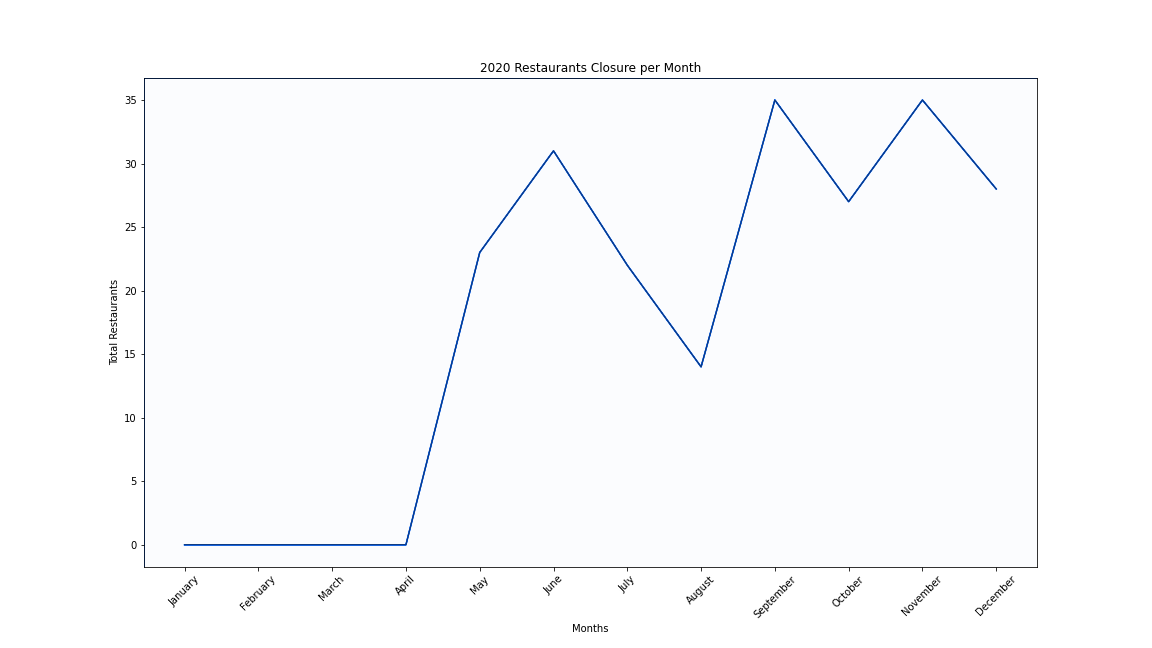 2020 Restaurants Closure per Month
Total Restaurants
35
30
25
20
15
10
5
0
January
February
March
April
May
June
July
August
September
October
November
December
Months